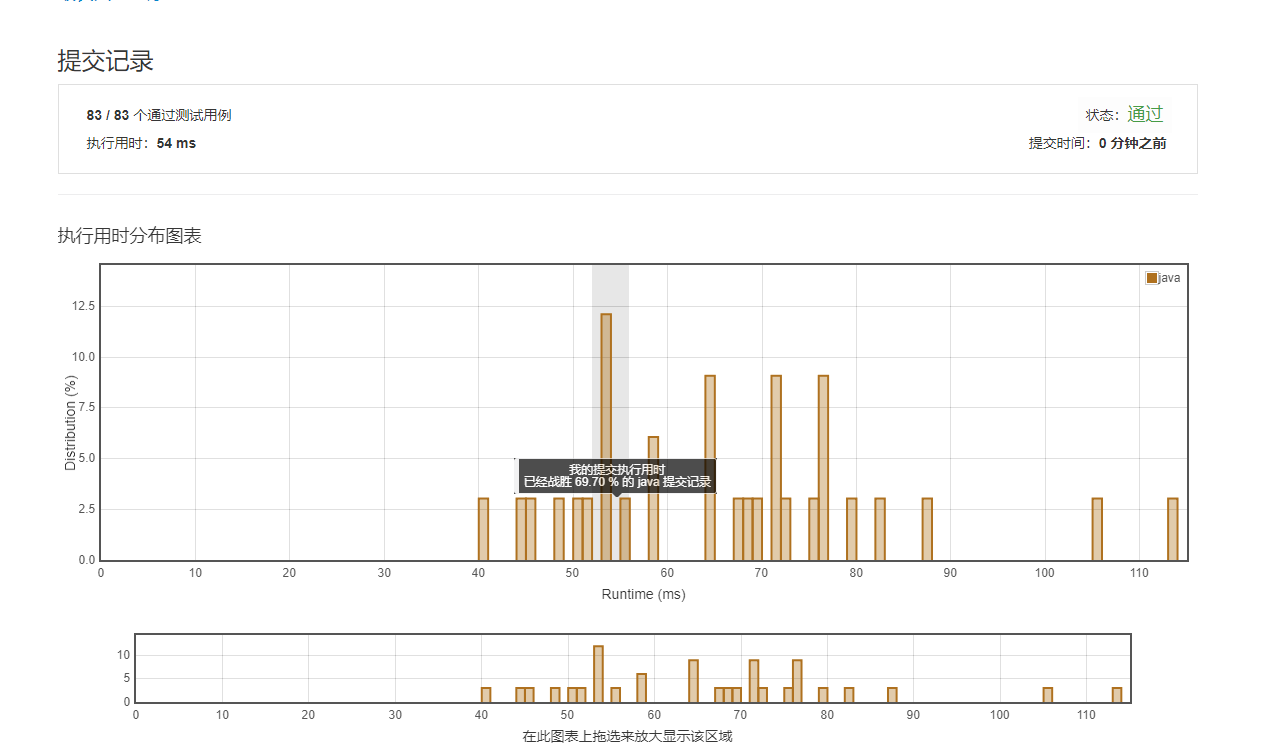 提交记录
83 / 83 个通过测试用例
状态：通过
执行用时：54 ms
提交时间：0 分钟之前
执行用时分布图表
java
12.5
10.0
7.5
5.0
2.5
0.0
Distribution (%)
我的提交执行用时
已经战胜 69.70 % 的 java 提交记录
0 10 20 30 40 50 60 70 80 90 100 110
Runtime (ms)
10
5
0
0 10 20 30 40 50 60 70 80 90 100 110
在此图表上拖选来放大显示该区域